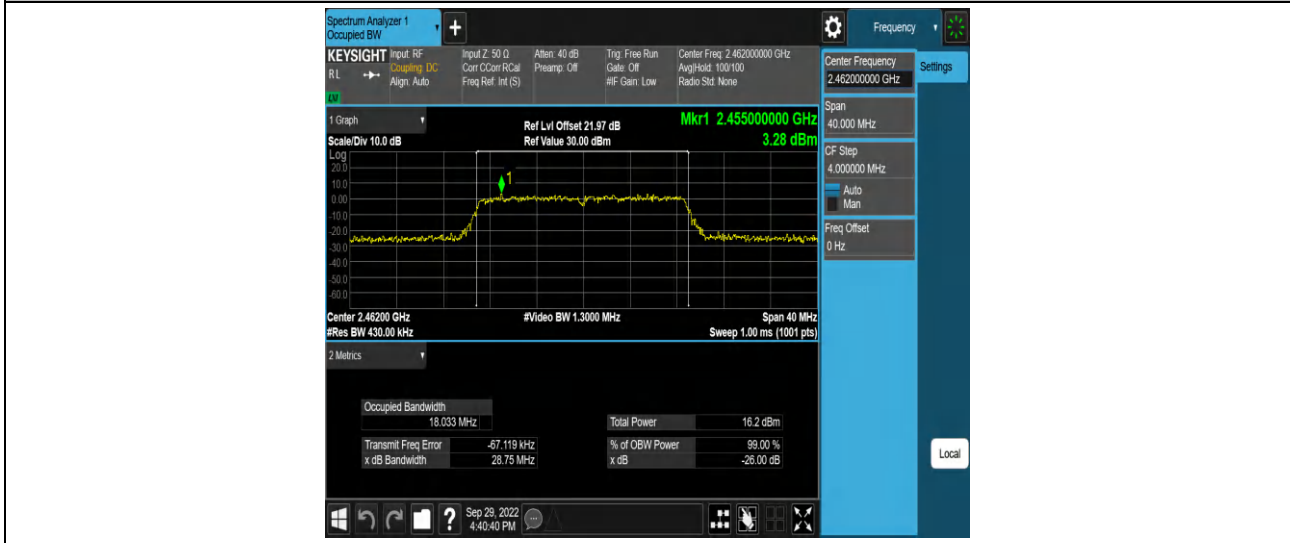 Spectrum Analyzer 1
Occupied BW
+
Frequency
KEYSIGHT
RL
Input: RF
Coupling: DC
Align: Auto
Input Z: 50 Ω
Corr CCorr RCal
Freq Ref: Int (S)
Atten: 40 dB
Preamp: Off
Trig: Free Run
Gate: Off
#IF Gain: Low
Center Freq: 2.462000000 GHz
Avg|Hold: 100/100
Radio Std: None
Center Frequency
2.462000000 GHz
Settings
Span
40.000 MHz
CF Step
4.000000 MHz
Auto
Man
Freq Offset
0 Hz
1 Graph
Scale/Div 10.0 dB
Ref Lvl Offset 21.97 dB
Ref Value 30.00 dBm
Mkr1 2.455000000 GHz
3.28 dBm
Log
20.0
10.0
0.00
-10.0
-20.0
-30.0
-40.0
-50.0
-60.0
1
Center 2.46200 GHz
#Res BW 430.00 kHz
#Video BW 1.3000 MHz
Span 40 MHz
Sweep 1.00 ms (1001 pts)
2 Metrics
Occupied Bandwidth
18.033 MHz
Total Power 16.2 dBm
Transmit Freq Error -67.119 kHz
% of OBW Power 99.00 %
x dB Bandwidth 28.75 MHz
x dB -26.00 dB
Local
?
Sep 29, 2022
4:40:40 PM